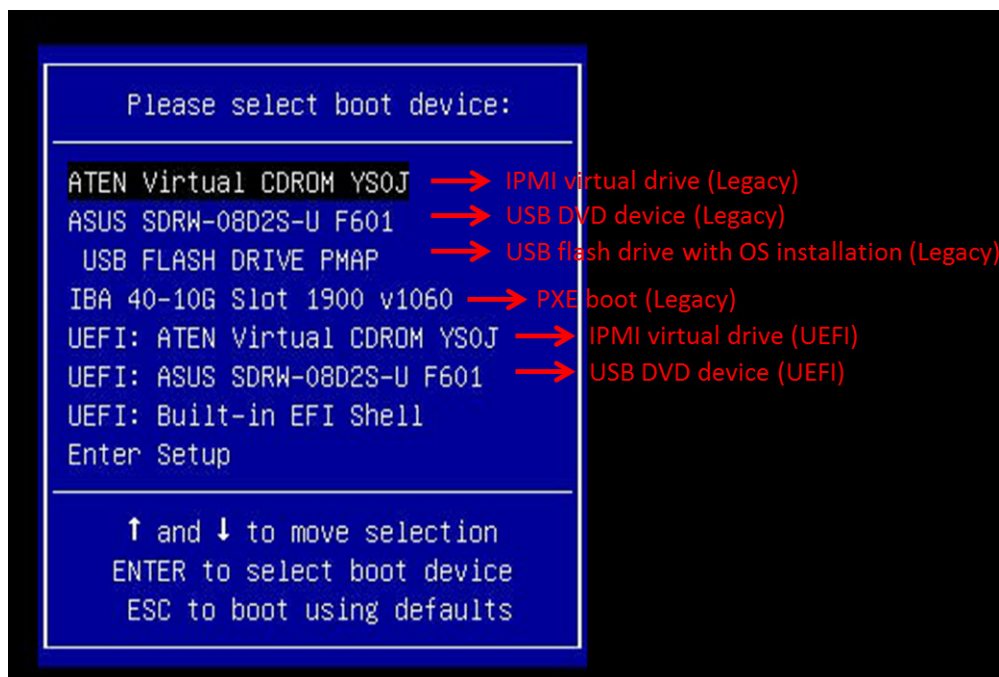 Please select boot device:
ATEN Virtual CDROM YS0J IPMI virtual drive (Legacy)
ASUS SDRW-08D2S-U F601 USB DVD device (Legacy)
USB FLASH DRIVE PMAP USB flash drive with OS installation (Legacy)
IBA 40-10G Slot 1900 v1060 PXE boot (Legacy)
UEFI: ATEN Virtual CDROM YS0J IPMI virtual drive (UEFI)
UEFI: ASUS SDRW-08D2S-U F601 USB DVD device (UEFI)
UEFI: Built-in EFI Shell
Enter Setup
↑ and ↓ to move selection
ENTER to select boot device
ESC to boot using defaults